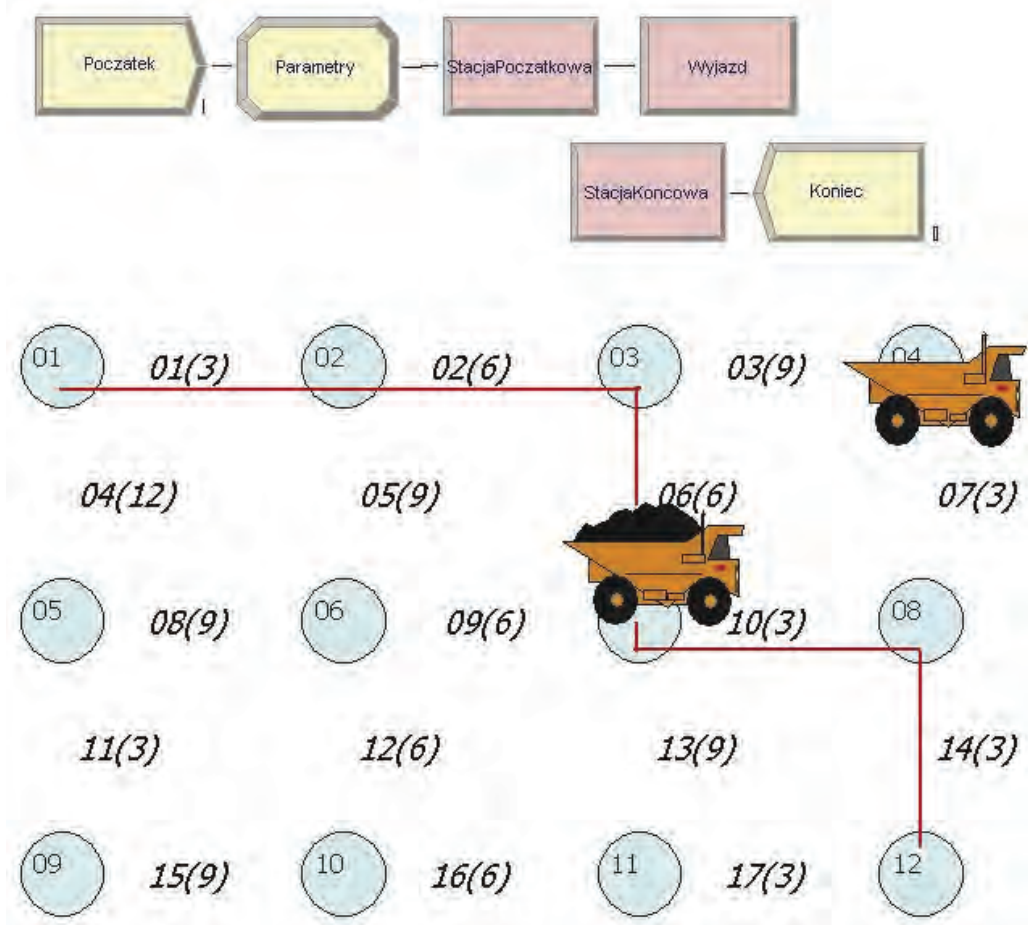 Poczatek Parametry StacjaPoczatkowa Wyjazd
StacjaKoncowa Koniec
01 01(3) 02 02(6) 03 03(9) 04
04(12) 05(9) 06(6) 07(3)
05 08(9) 06 09(6) 10(3) 08
11(3) 12(6) 13(9) 14(3)
09 15(9) 10 16(6) 11 17(3) 12